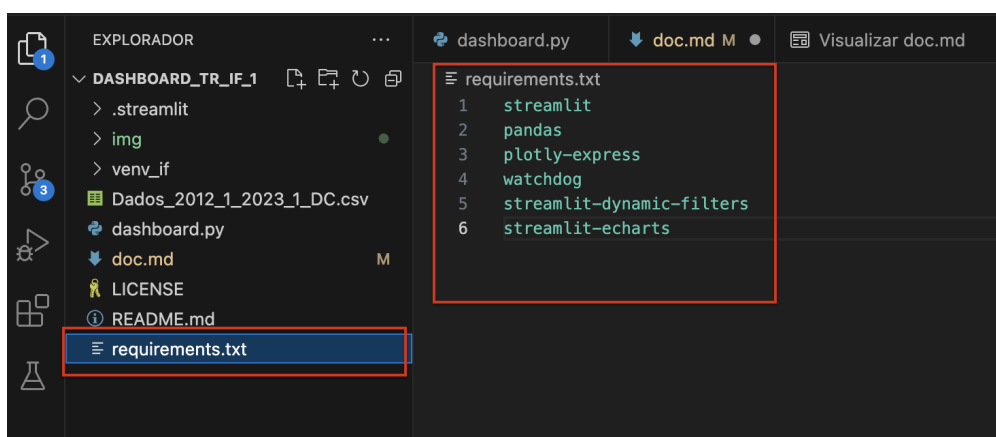 EXPLORADOR ...
DASHBOARD_TR_IF_1
.streamlit
img
venv_if
Dados_2012_1_2023_1_DC.csv
dashboard.py
doc.md M
LICENSE
README.md
requirements.txt
1
3
dashboard.py doc.md M Visualizar doc.md
requirements.txt
1 streamlit
2 pandas
3 plotly-express
4 watchdog
5 streamlit-dynamic-filters
6 streamlit-echarts